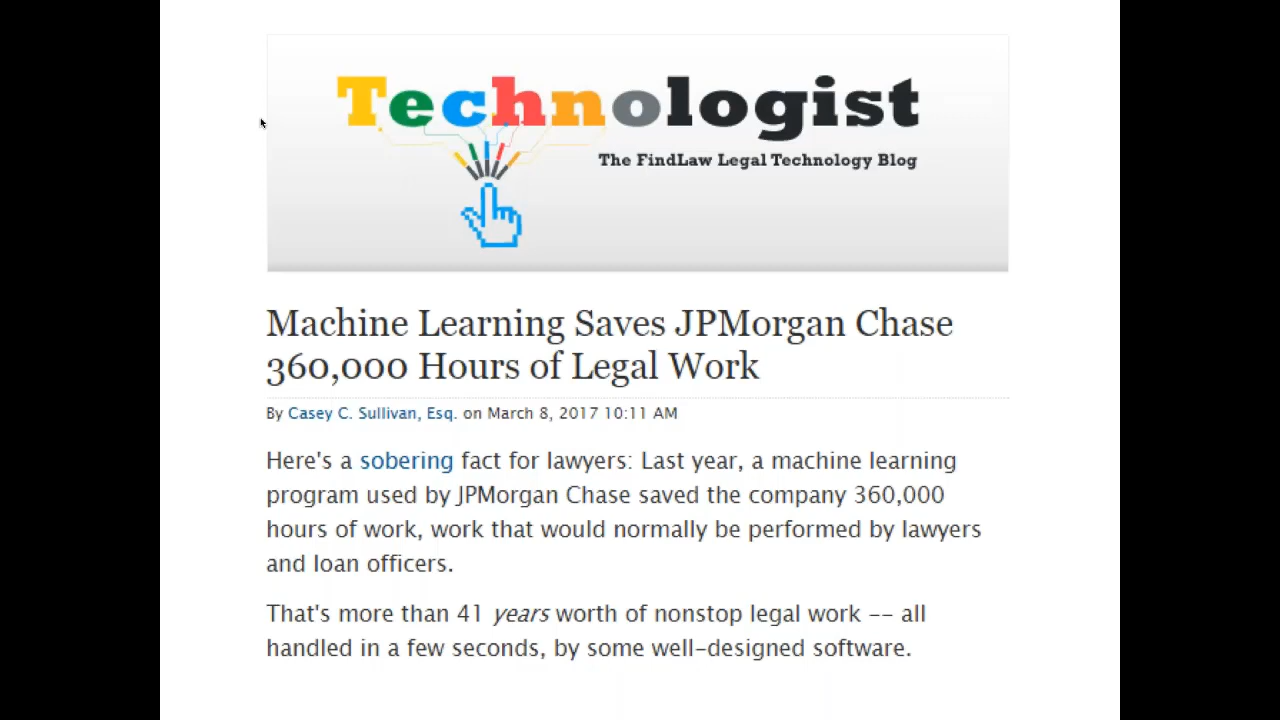 Technologist
The FindLaw Legal Technology Blog
Machine Learning Saves JPMorgan Chase
360,000 Hours of Legal Work
By Casey C. Sullivan, Esq. on March 8, 2017 10:11 AM
Here's a sobering fact for lawyers: Last year, a machine learning
program used by JPMorgan Chase saved the company 360,000
hours of work, work that would normally be performed by lawyers
and loan officers.
That's more than 41 years worth of nonstop legal work -- all
handled in a few seconds, by some well-designed software.